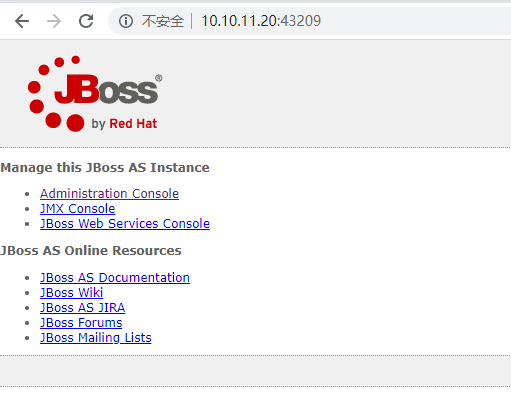 不安全 | 10.10.11.20:43209
JBoss®
by Red Hat
Manage this JBoss AS Instance
Administration Console
JMX Console
JBoss Web Services Console
JBoss AS Online Resources
JBoss AS Documentation
JBoss Wiki
JBoss AS JIRA
JBoss Forums
JBoss Mailing Lists